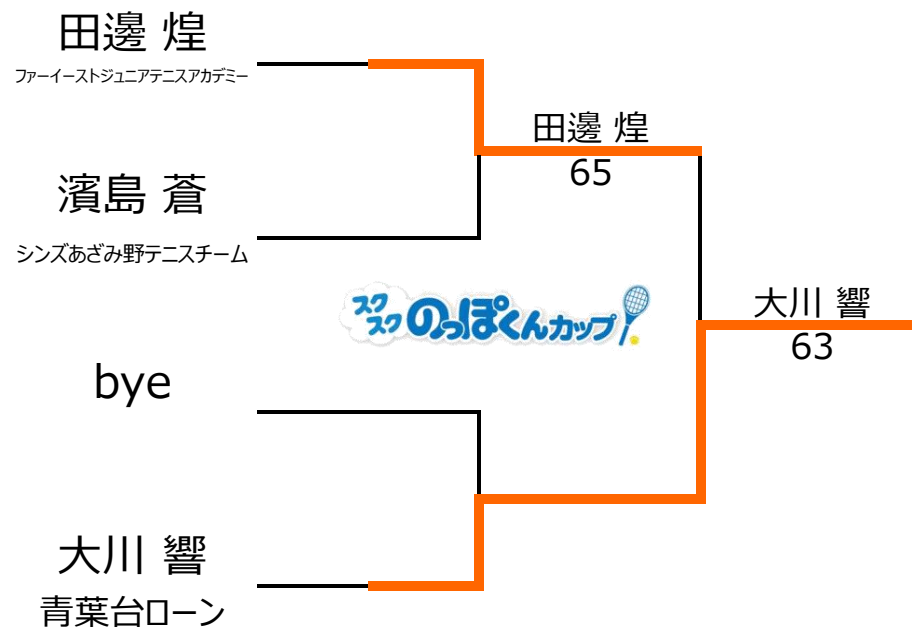 田邊 煌
ファーイーストジュニアテニスアカデミー
田邊 煌
65
濱島 蒼
シンズあざみ野テニスチーム
スク
スク のっぽくんカップ
大川 響
63
bye
大川 響
青葉台ローン